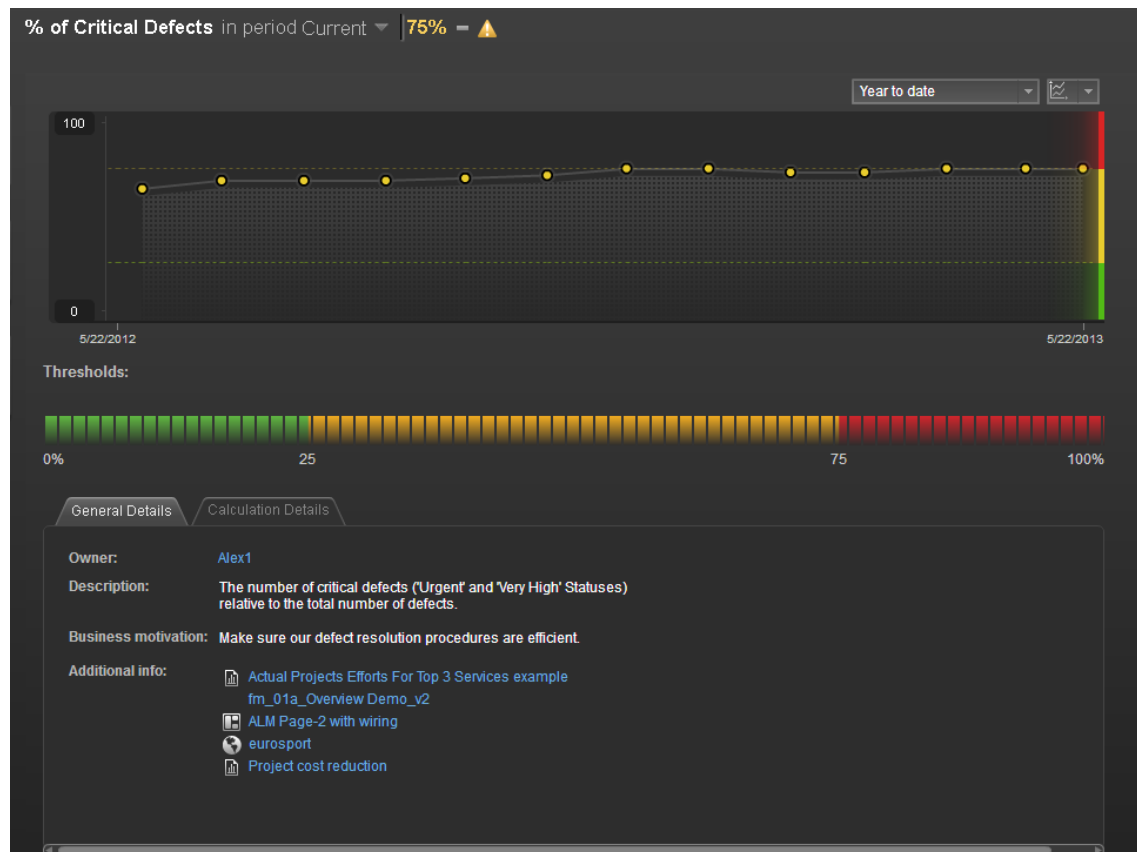 % of Critical Defects in period Current 75%
Year to date
100
0
5/22/2012 5/22/2013
Thresholds:
0% 25 75 100%
General Details Calculation Details
Owner: Alex1
Description: The number of critical defects ('Urgent' and 'Very High' Statuses)
relative to the total number of defects.
Business motivation: Make sure our defect resolution procedures are efficient.
Additional info: Actual Projects Efforts For Top 3 Services example
fm_01a_Overview Demo_v2
ALM Page-2 with wiring
eurosport
Project cost reduction